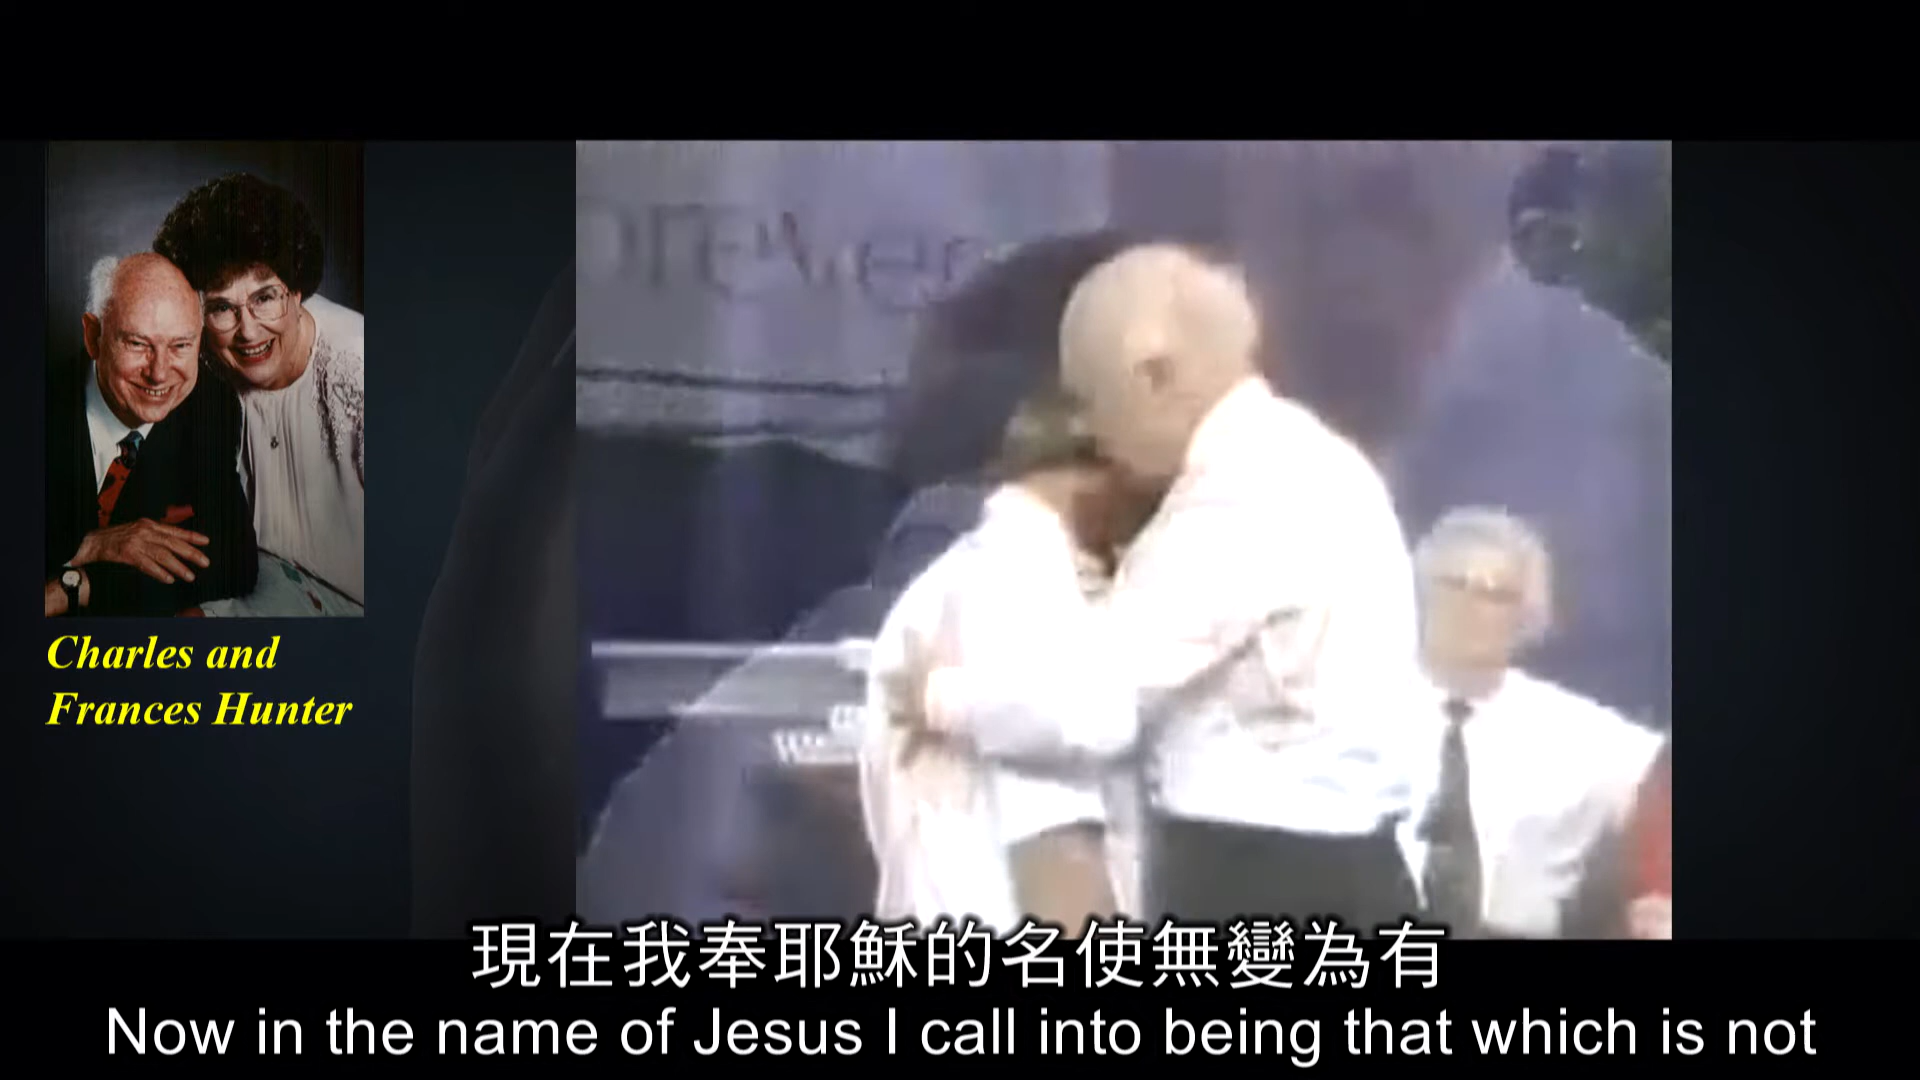 Charles and
Frances Hunter
orever
現在我奉耶穌的名使無變為有
Now in the name of Jesus I call into being that which is not